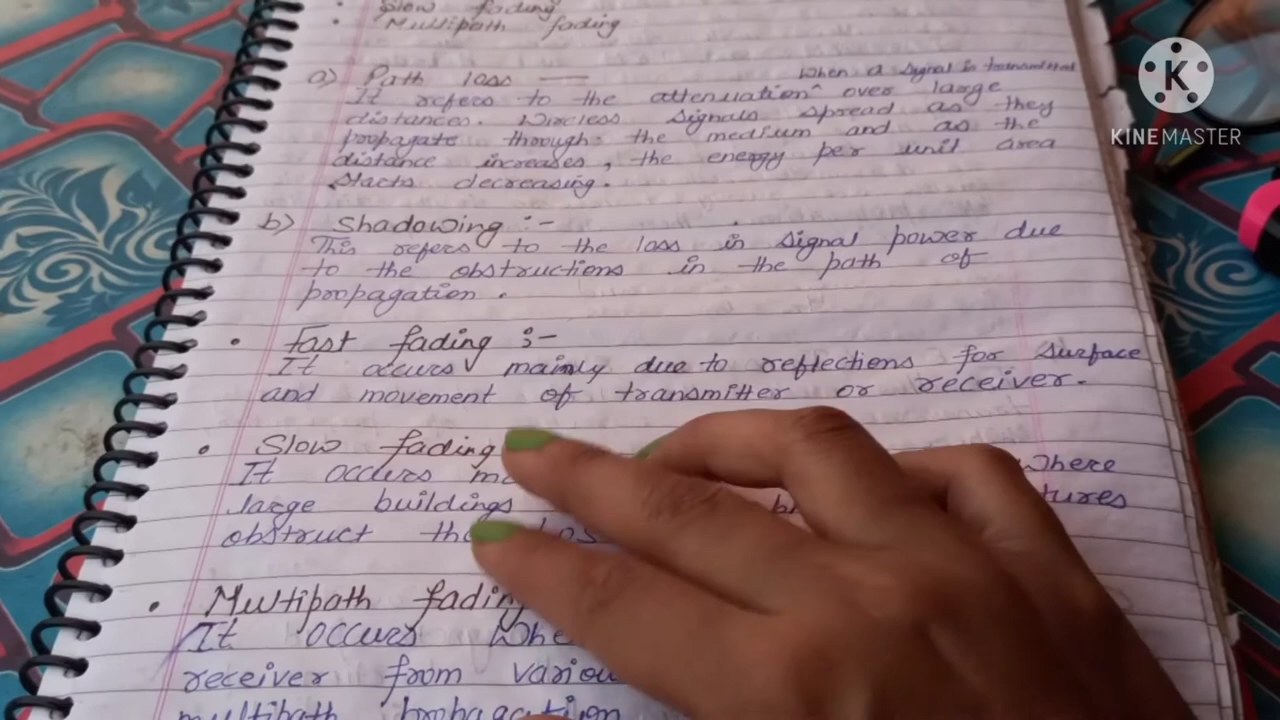 • Slow fading
• Multipath fading
a) Path loss —
when a signal is transmitted
It refers to the attenuation^ over large
distances. Wireless signals spread as they
propagate through the medium and as the
distance increases, the energy per unit area
starts decreasing.
b) Shadowing :-
This refers to the loss in signal power due
to the obstructions in the path of
propagation.
• Fast fading :-
It occurs mainly due to reflections for surface
and movement of transmitter or receiver.
• Slow fading
It occurs where
large buildings
obstruct the los
• Multipath fading
It occurs
receiver from
multipath propagation
K
KINEMASTER